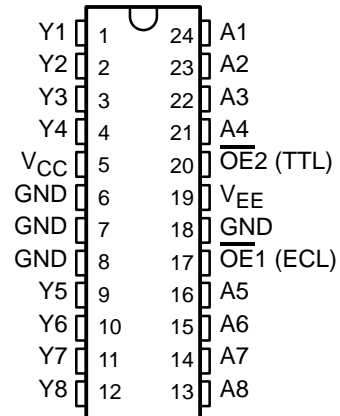 Y1 1 24 A1
Y2 2 23 A2
Y3 3 22 A3
Y4 4 21 A4
VCC 5 20 O̅E̅2 (TTL)
GND 6 19 VEE
GND 7 18 GND
GND 8 17 O̅E̅1 (ECL)
Y5 9 16 A5
Y6 10 15 A6
Y7 11 14 A7
Y8 12 13 A8